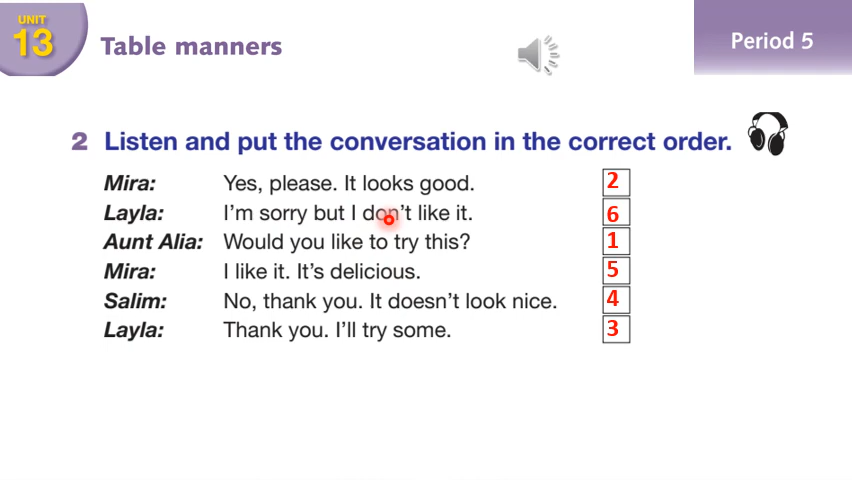 UNIT
13
Table manners
Period 5
2 Listen and put the conversation in the correct order.
Mira: Yes, please. It looks good. 2
Layla: I'm sorry but I don't like it. 6
Aunt Alia: Would you like to try this? 1
Mira: I like it. It's delicious. 5
Salim: No, thank you. It doesn't look nice. 4
Layla: Thank you. I'll try some. 3